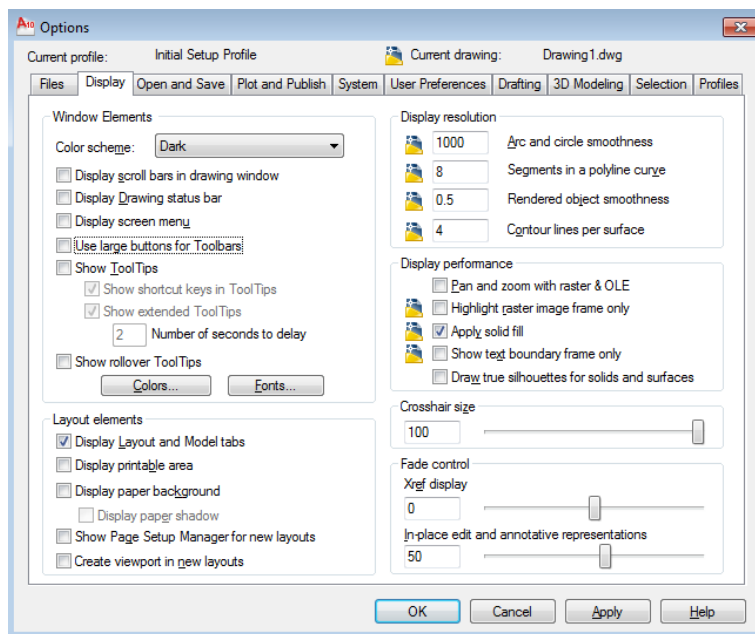 A10 Options
Current profile: Initial Setup Profile Current drawing: Drawing1.dwg
Files Display Open and Save Plot and Publish System User Preferences Drafting 3D Modeling Selection Profiles
Window Elements
Color scheme: Dark
Display scroll bars in drawing window
Display Drawing status bar
Display screen menu
Use large buttons for Toolbars
Show ToolTips
Show shortcut keys in ToolTips
Show extended ToolTips
2 Number of seconds to delay
Show rollover ToolTips
Colors... Fonts...
Layout elements
Display Layout and Model tabs
Display printable area
Display paper background
Display paper shadow
Show Page Setup Manager for new layouts
Create viewport in new layouts
Display resolution
1000 Arc and circle smoothness
8 Segments in a polyline curve
0.5 Rendered object smoothness
4 Contour lines per surface
Display performance
Pan and zoom with raster & OLE
Highlight raster image frame only
Apply solid fill
Show text boundary frame only
Draw true silhouettes for solids and surfaces
Crosshair size
100
Fade control
Xref display
0
In-place edit and annotative representations
50
OK Cancel Apply Help